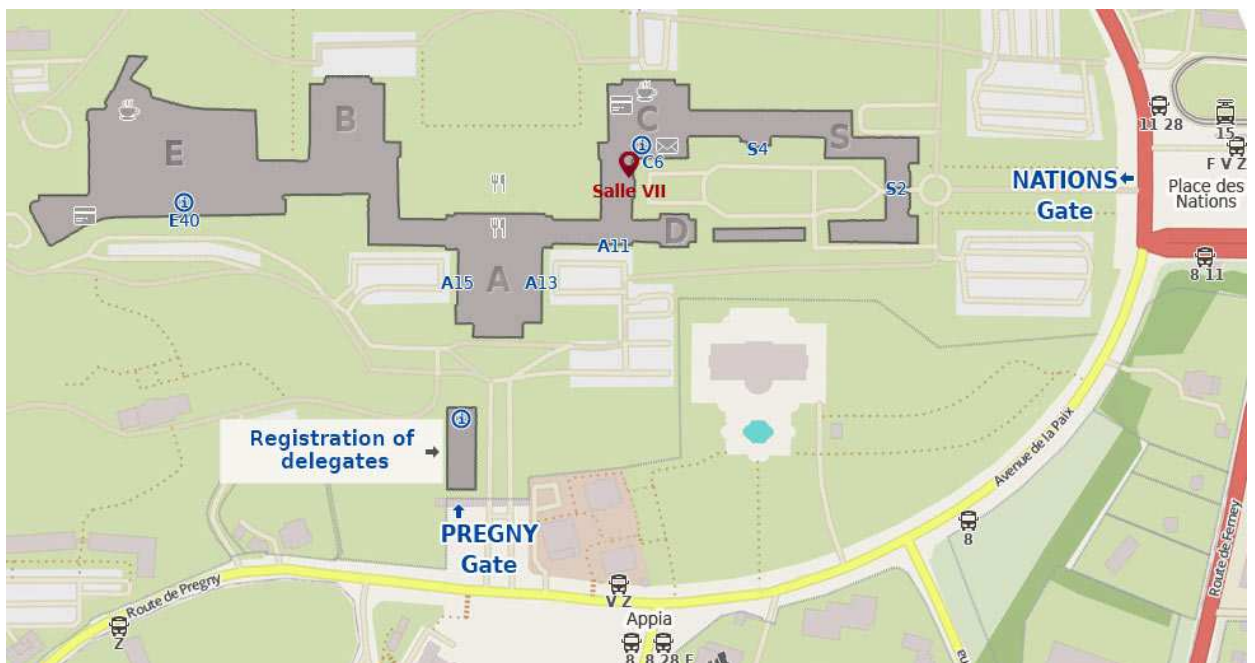 B
C
S
E
C6
S4
Salle VII
S2
E40
D
A11
A15
A
A13
NATIONS
Gate
11 28
15
F V Z
Place des
Nations
8 11
Registration of
delegates
PREGNY
Gate
Avenue de la Paix
8
Route de Ferney
Route de Pregny
V Z
Appia
Z
8
8 28 F